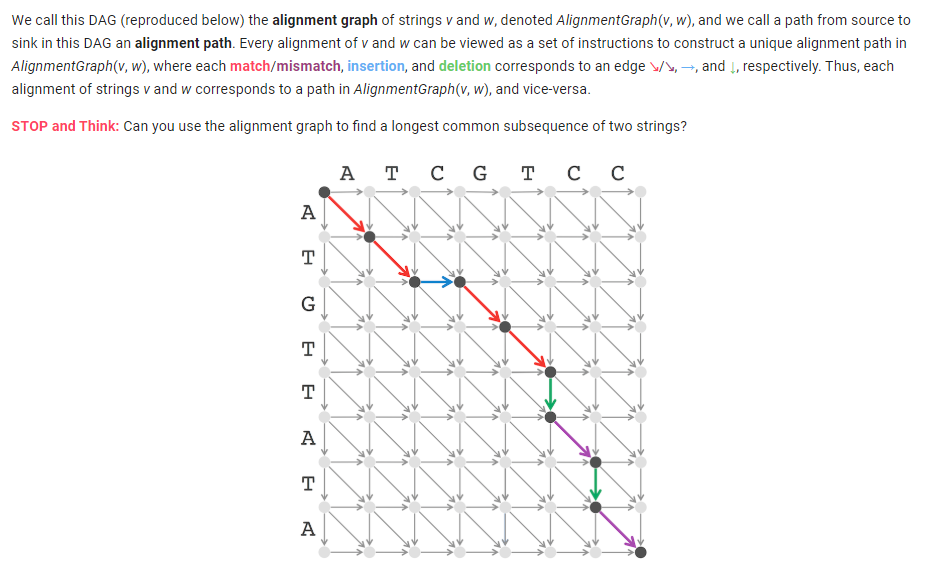 We call this DAG (reproduced below) the alignment graph of strings v and w, denoted AlignmentGraph(v, w), and we call a path from source to
sink in this DAG an alignment path. Every alignment of v and w can be viewed as a set of instructions to construct a unique alignment path in
AlignmentGraph(v, w), where each match/mismatch, insertion, and deletion corresponds to an edge ↘/↘, →, and ↓, respectively. Thus, each
alignment of strings v and w corresponds to a path in AlignmentGraph(v, w), and vice-versa.
STOP and Think: Can you use the alignment graph to find a longest common subsequence of two strings?
A T C G T C C
A
T
G
T
T
A
T
A